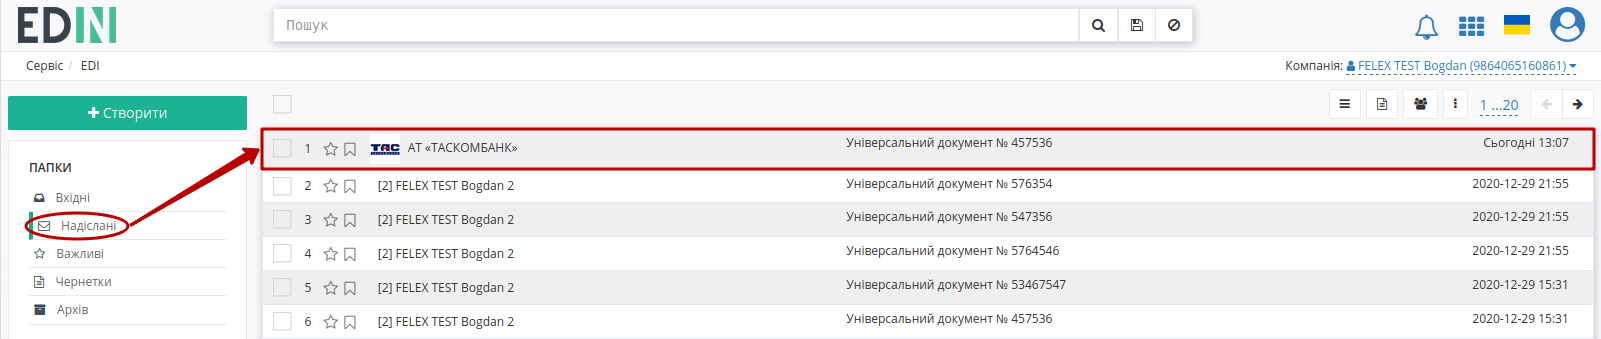 EDIN
Пошук
Сервіс / EDI
Компанія: FELEX TEST Bogdan (9864065160861)
Створити
1 ...20
ПАПКИ
Вхідні
Надіслані
Важливі
Чернетки
Архів
1 ТАС АТ «ТАСКОМБАНК» Універсальний документ № 457536 Сьогодні 13:07
2 [2] FELEX TEST Bogdan 2 Універсальний документ № 576354 2020-12-29 21:55
3 [2] FELEX TEST Bogdan 2 Універсальний документ № 547356 2020-12-29 21:55
4 [2] FELEX TEST Bogdan 2 Універсальний документ № 5764546 2020-12-29 21:55
5 [2] FELEX TEST Bogdan 2 Універсальний документ № 53467547 2020-12-29 15:31
6 [2] FELEX TEST Bogdan 2 Універсальний документ № 457536 2020-12-29 15:31